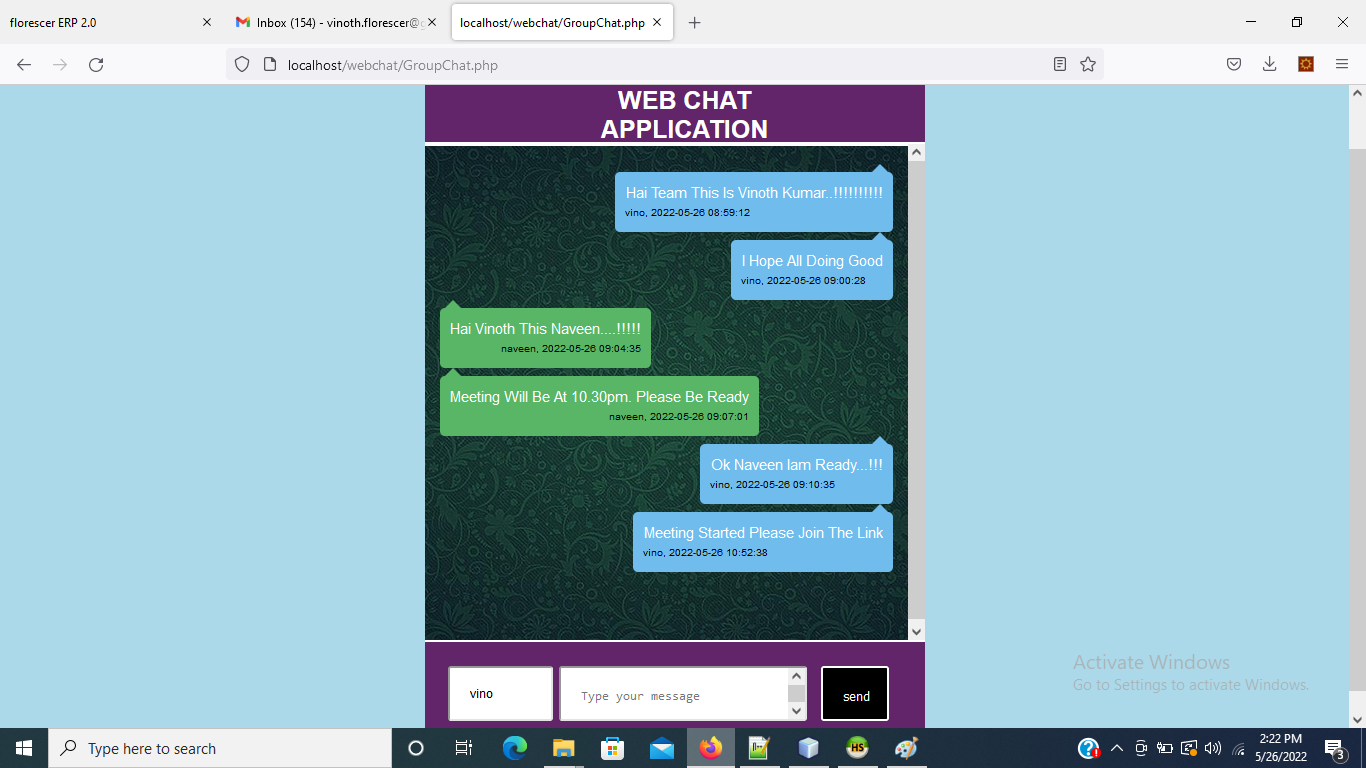 florescer ERP 2.0
Inbox (154) - vinoth.florescer@g
localhost/webchat/GroupChat.php
localhost/webchat/GroupChat.php
WEB CHAT
APPLICATION
Hai Team This Is Vinoth Kumar..!!!!!!!!!!
vino, 2022-05-26 08:59:12
I Hope All Doing Good
vino, 2022-05-26 09:00:28
Hai Vinoth This Naveen....!!!!!
naveen, 2022-05-26 09:04:35
Meeting Will Be At 10.30pm. Please Be Ready
naveen, 2022-05-26 09:07:01
Ok Naveen Iam Ready...!!!
vino, 2022-05-26 09:10:35
Meeting Started Please Join The Link
vino, 2022-05-26 10:52:38
Activate Windows
Go to Settings to activate Windows.
vino
Type your message
send
Type here to search
HS
2:22 PM
5/26/2022
3